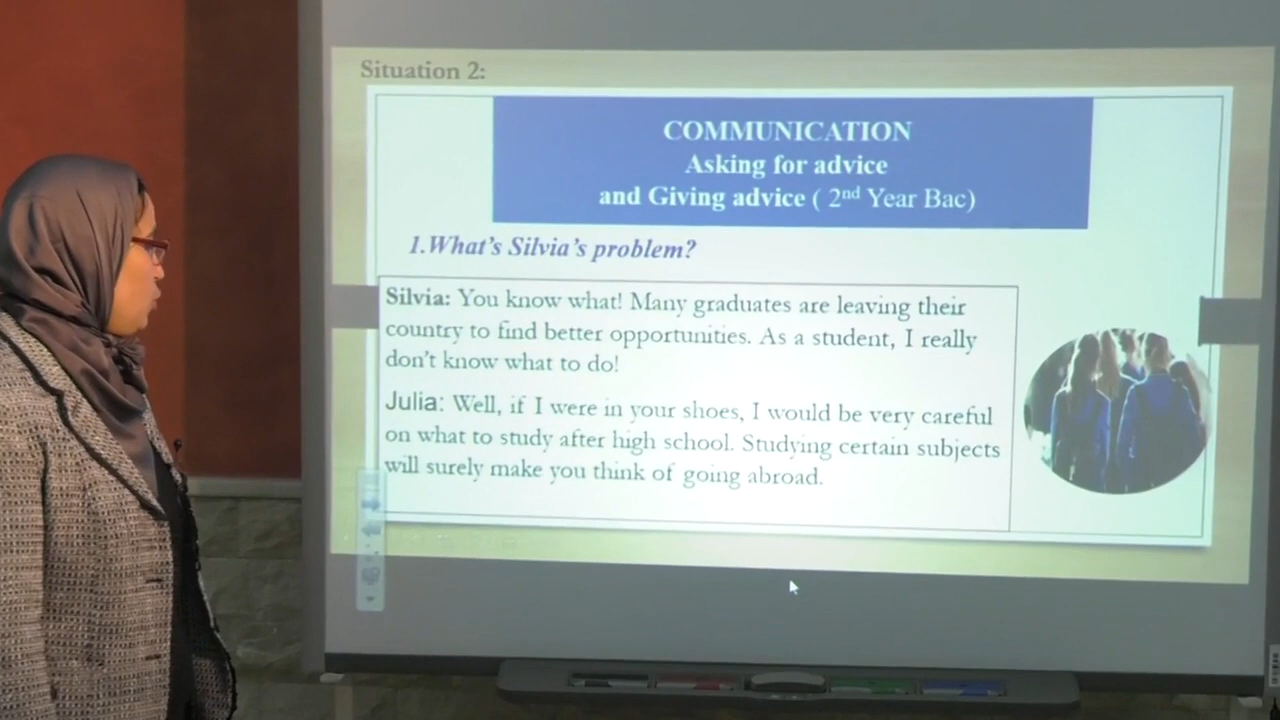 Situation 2:
COMMUNICATION
Asking for advice
and Giving advice ( 2nd Year Bac)
1.What's Silvia's problem?
Silvia: You know what! Many graduates are leaving their
country to find better opportunities. As a student, I really
don't know what to do!
Julia: Well, if I were in your shoes, I would be very careful
on what to study after high school. Studying certain subjects
will surely make you think of going abroad.